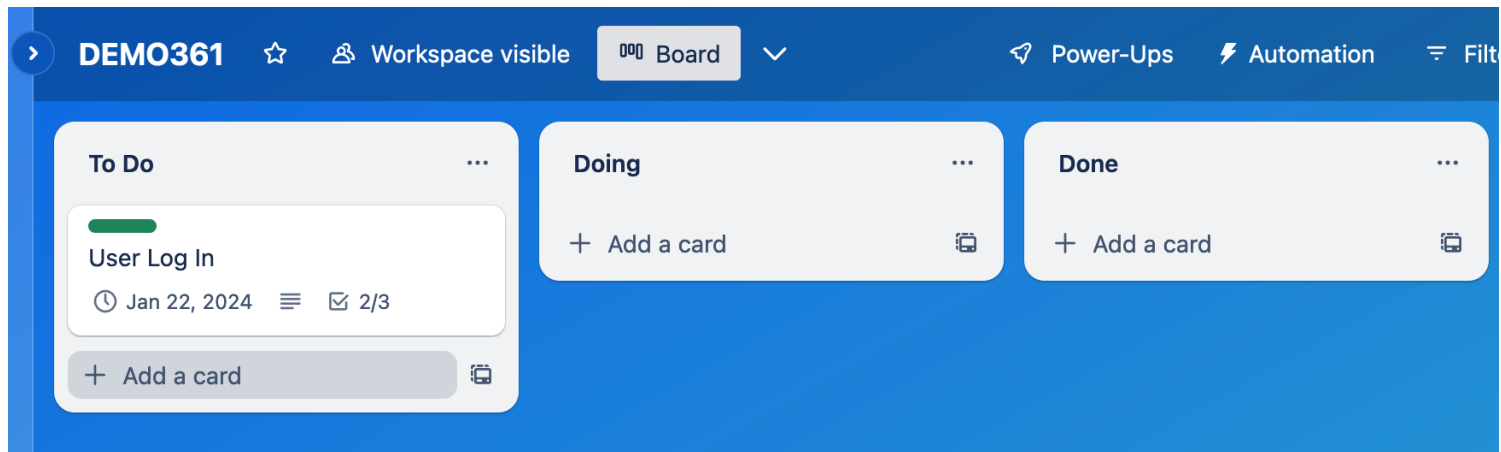 DEMO361 Workspace visible Board Power-Ups Automation
To Do
User Log In
Jan 22, 2024 2/3
+ Add a card
Doing
+ Add a card
Done
+ Add a card